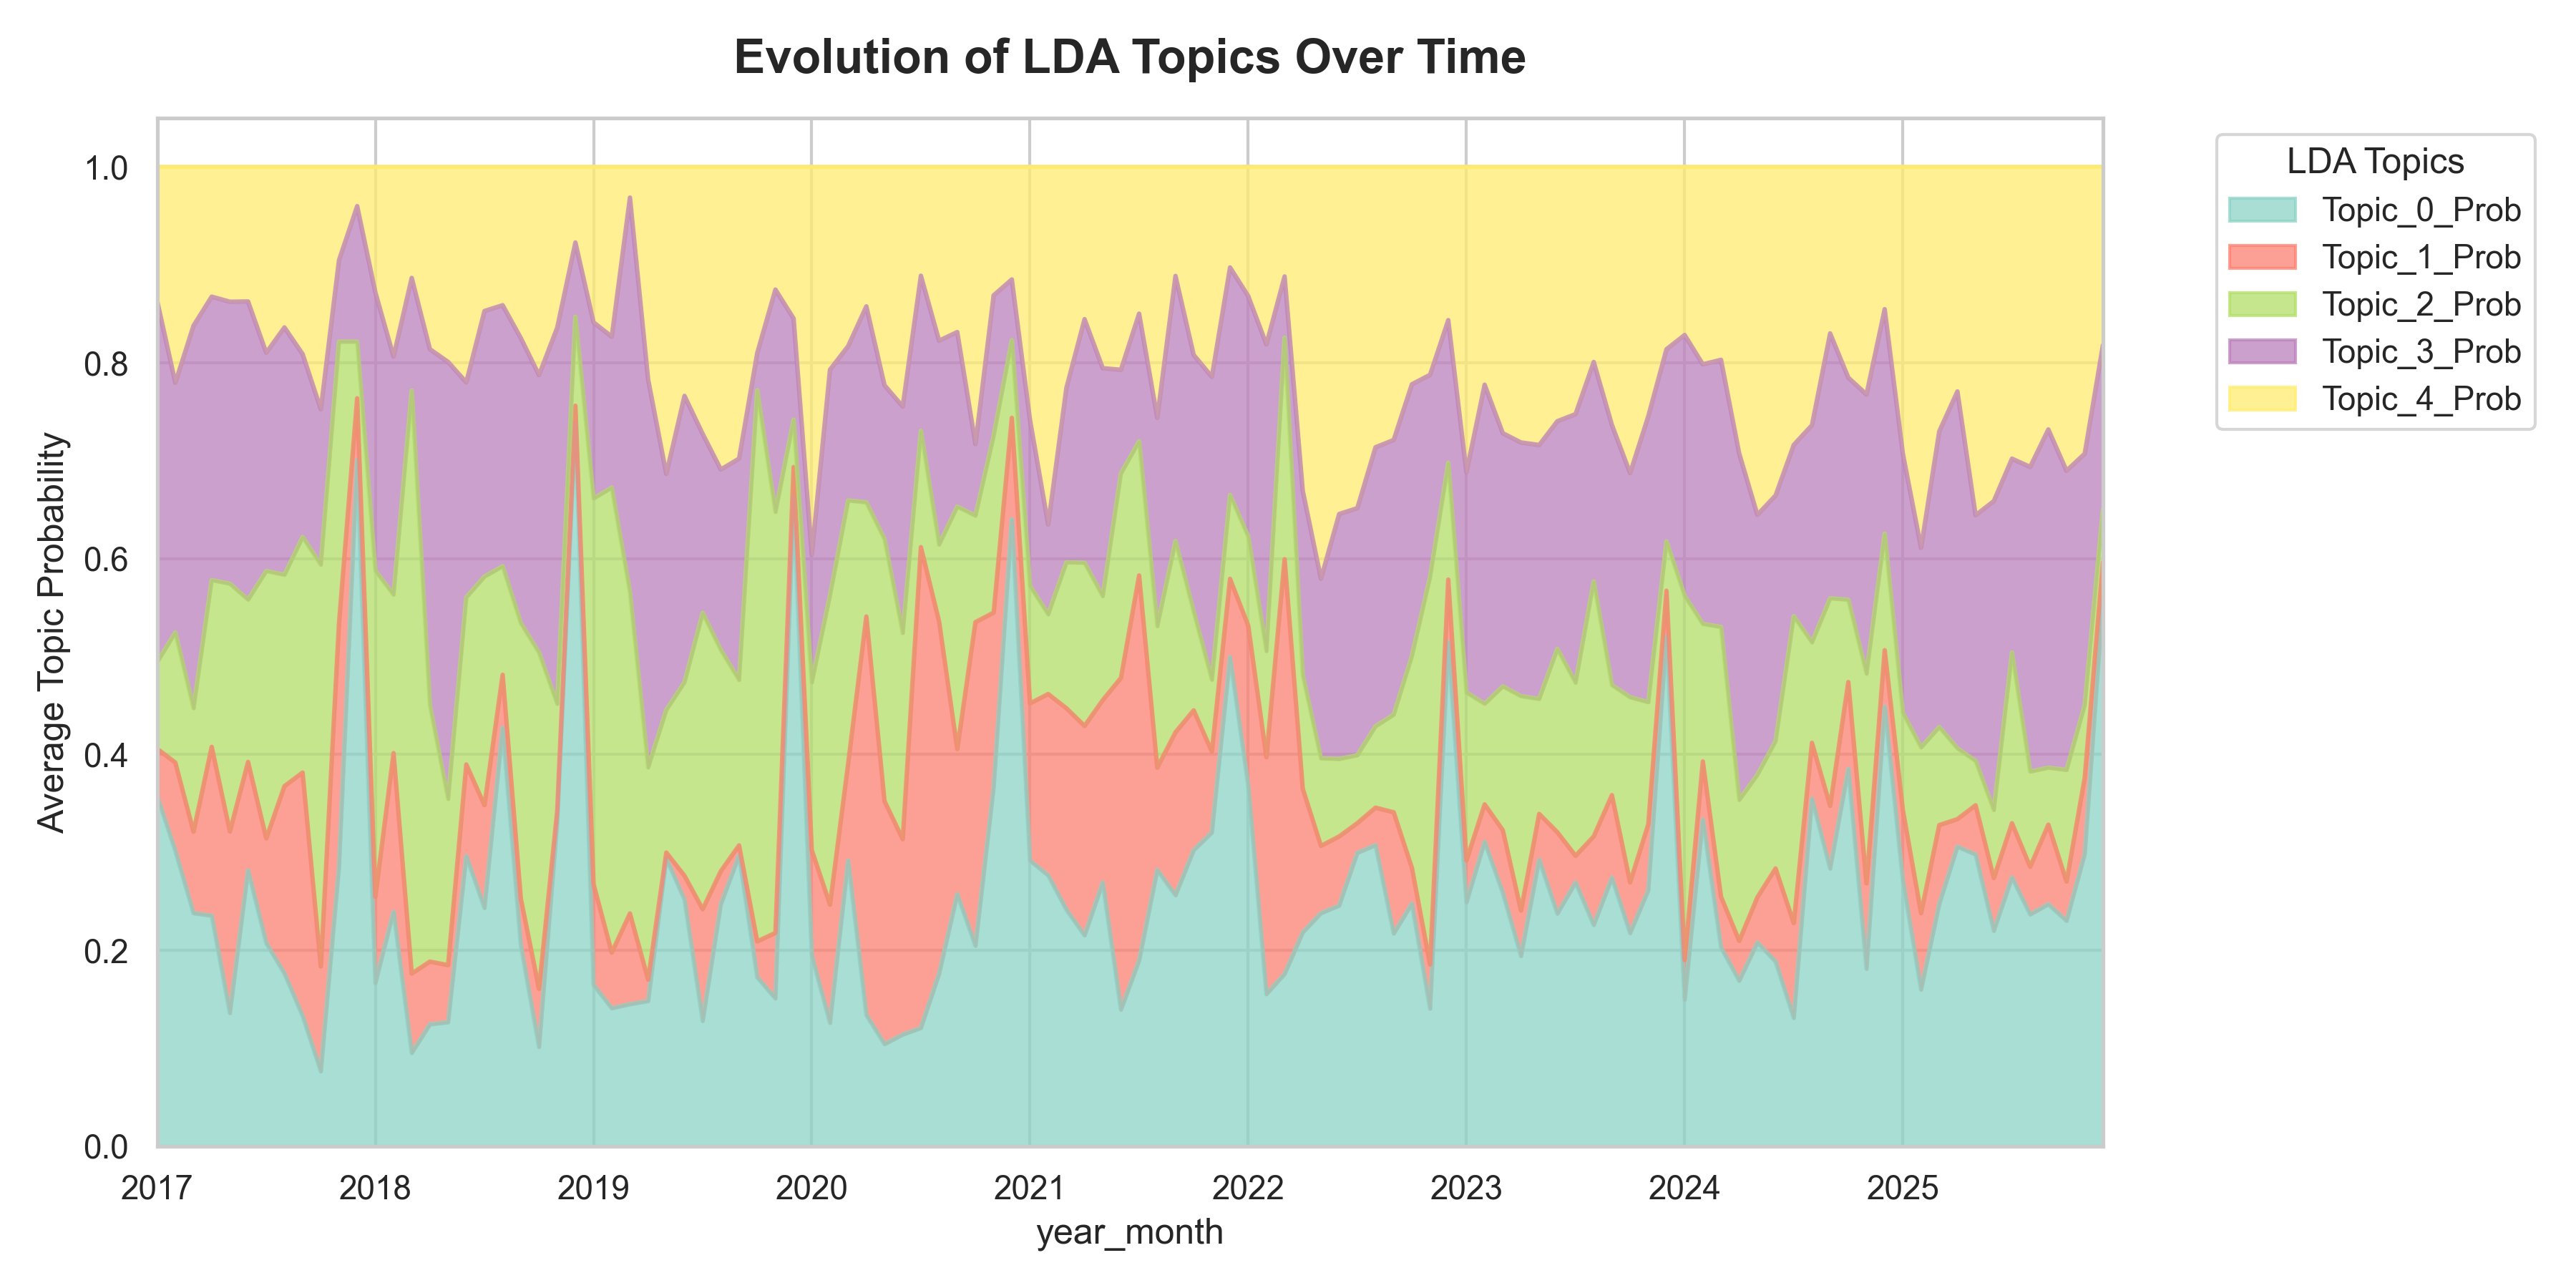 Evolution of LDA Topics Over Time
Average Topic Probability
1.0
0.8
0.6
0.4
0.2
0.0
2017 2018 2019 2020 2021 2022 2023 2024 2025
year_month
LDA Topics
Topic_0_Prob
Topic_1_Prob
Topic_2_Prob
Topic_3_Prob
Topic_4_Prob